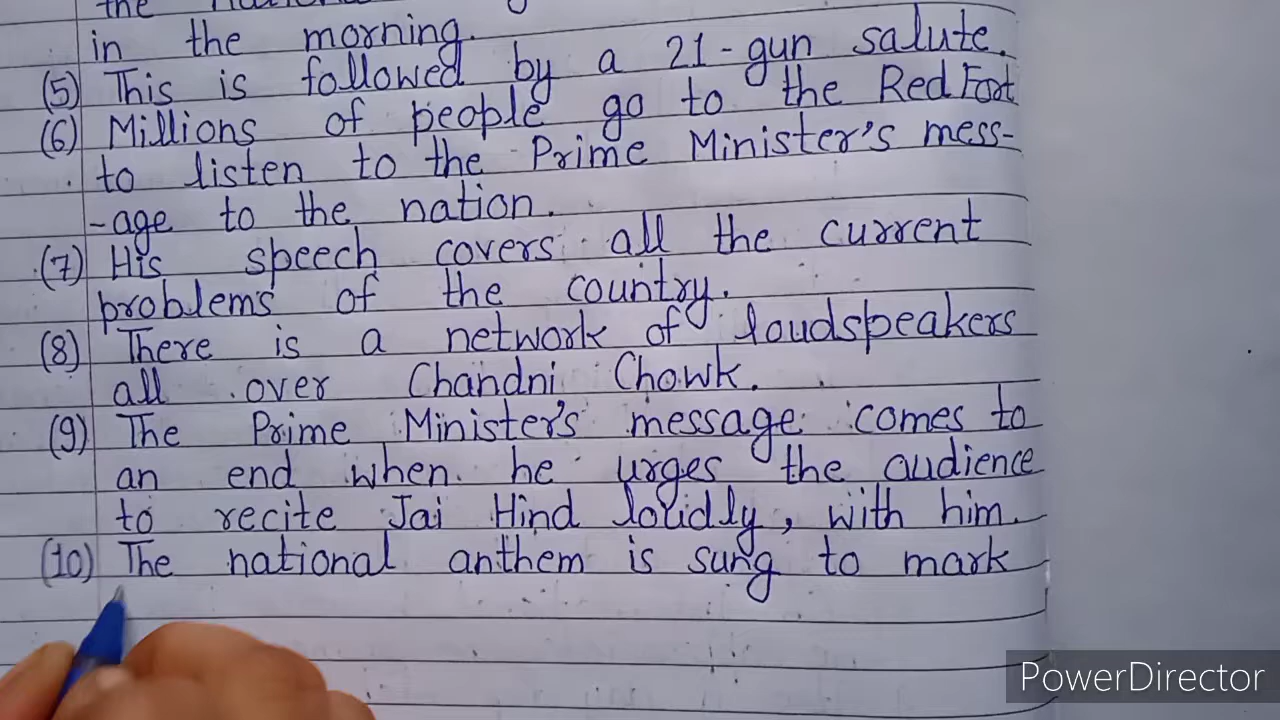 the
in the morning.
(5) This is followed by a 21-gun salute.
(6) Millions of people go to the Red Fort
to listen to the Prime Minister's mess-
-age to the nation.
(7) His speech covers all the current
problems of the country.
(8) There is a network of loudspeakers
all over Chandni Chowk.
(9) The Prime Minister's message comes to
an end when he urges the audience
to recite Jai Hind loudly, with him.
(10) The national anthem is sung to mark
PowerDirector